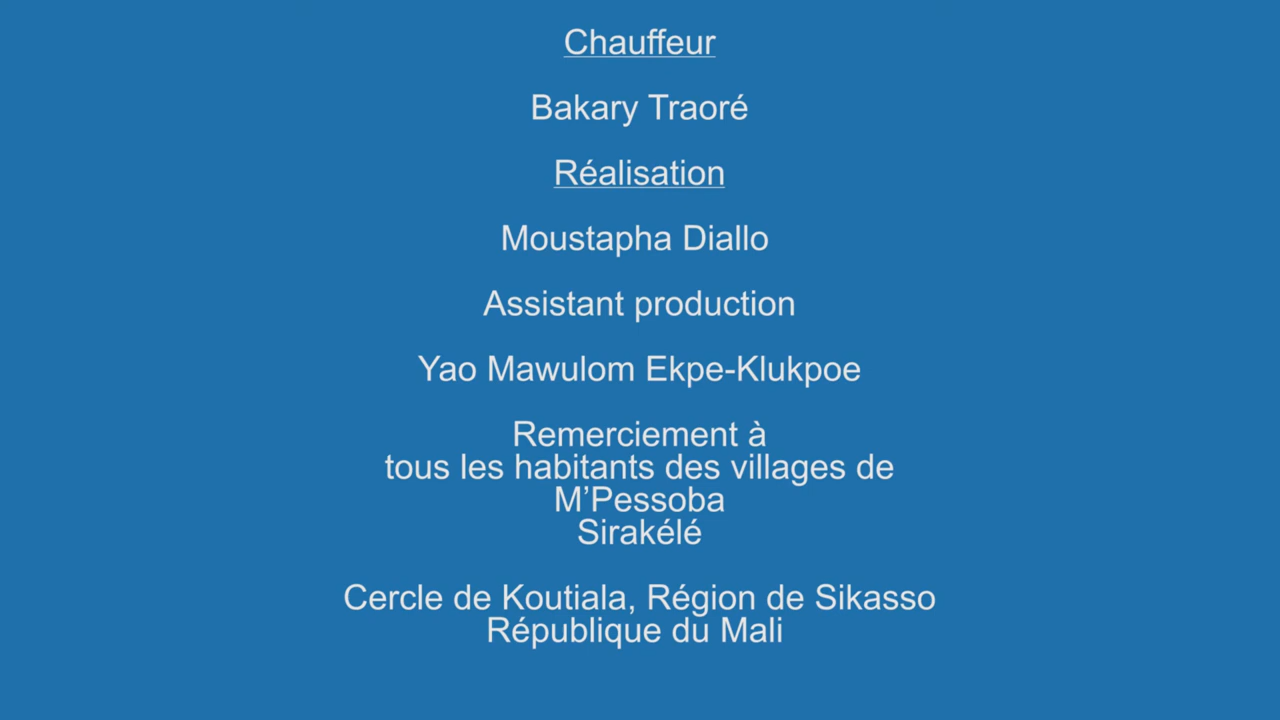 Chauffeur
Bakary Traoré
Réalisation
Moustapha Diallo
Assistant production
Yao Mawulom Ekpe-Klukpoe
Remerciement à
tous les habitants des villages de
M’Pessoba
Sirakélé
Cercle de Koutiala, Région de Sikasso
République du Mali